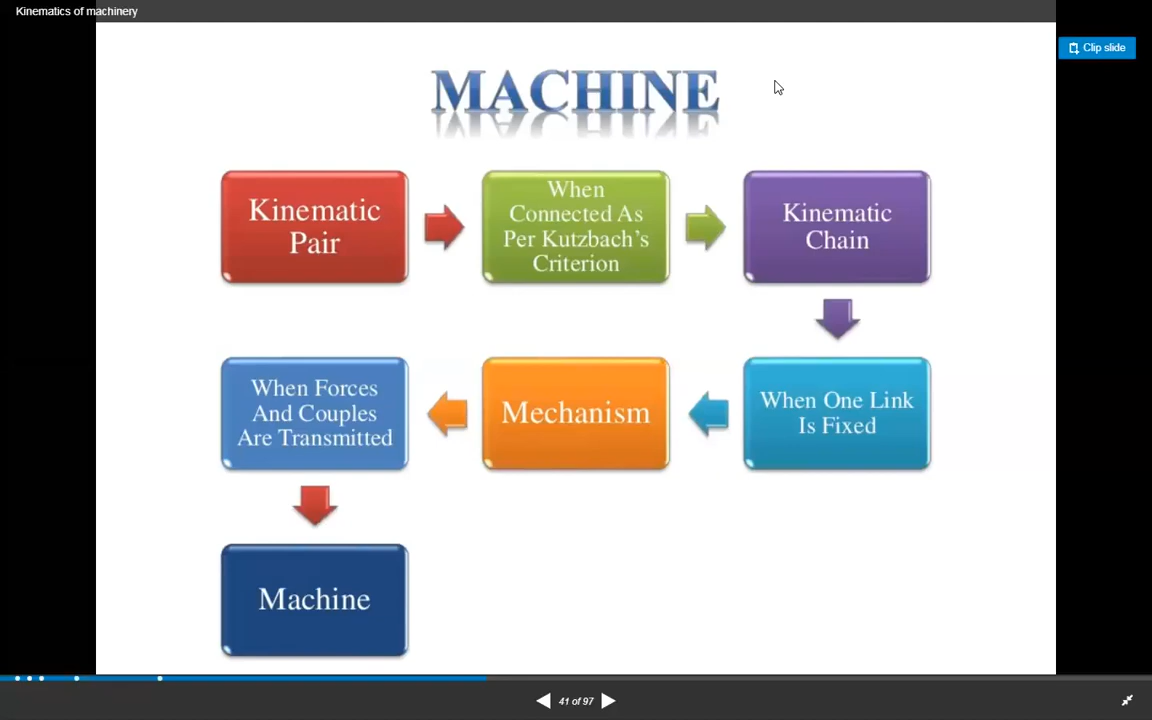 Kinematics of machinery
Clip slide
MACHINE
Kinematic
Pair
When
Connected As
Per Kutzbach's
Criterion
Kinematic
Chain
When One Link
Is Fixed
Mechanism
When Forces
And Couples
Are Transmitted
Machine
41 of 97